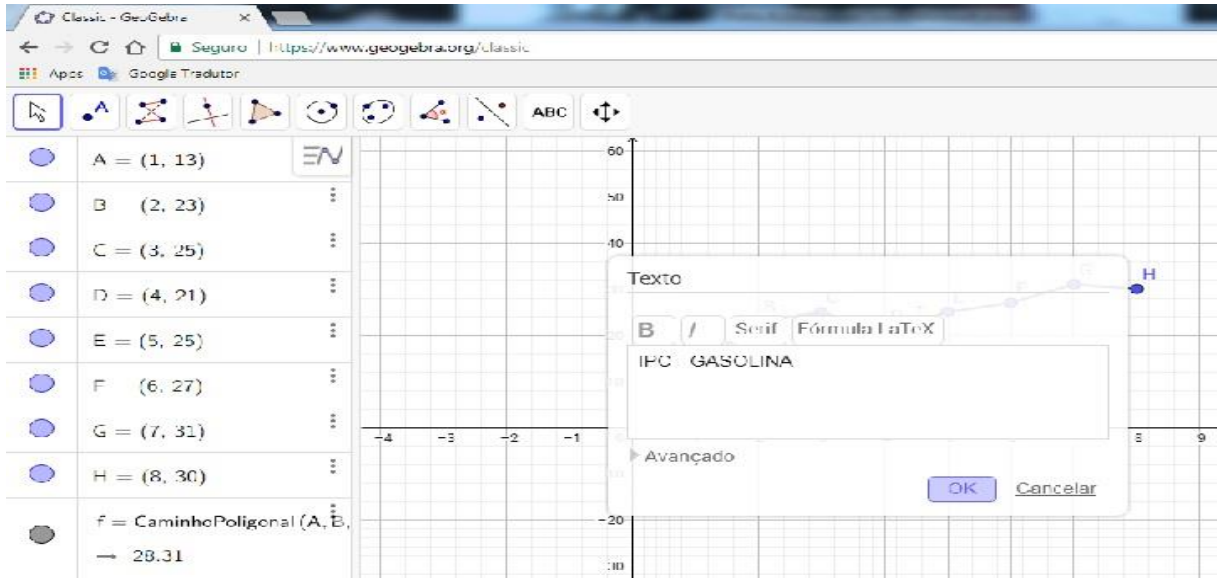 Classic - GeoGebra
Seguro | https://www.geogebra.org/classic
Apps Google Tradutor
ABC
A = (1, 13)
B (2, 23)
C = (3, 25)
D = (4, 21)
E = (5, 25)
F (6, 27)
G = (7, 31)
H = (8, 30)
f = CaminhoPoligonal (A, B,
→ 28.31
60
50
40
H
Texto
B I Serif Fórmula LaTeX
20
IPC GASOLINA
-4 -3 -2 -1
8 9
Avançado
OK Cancelar
-20